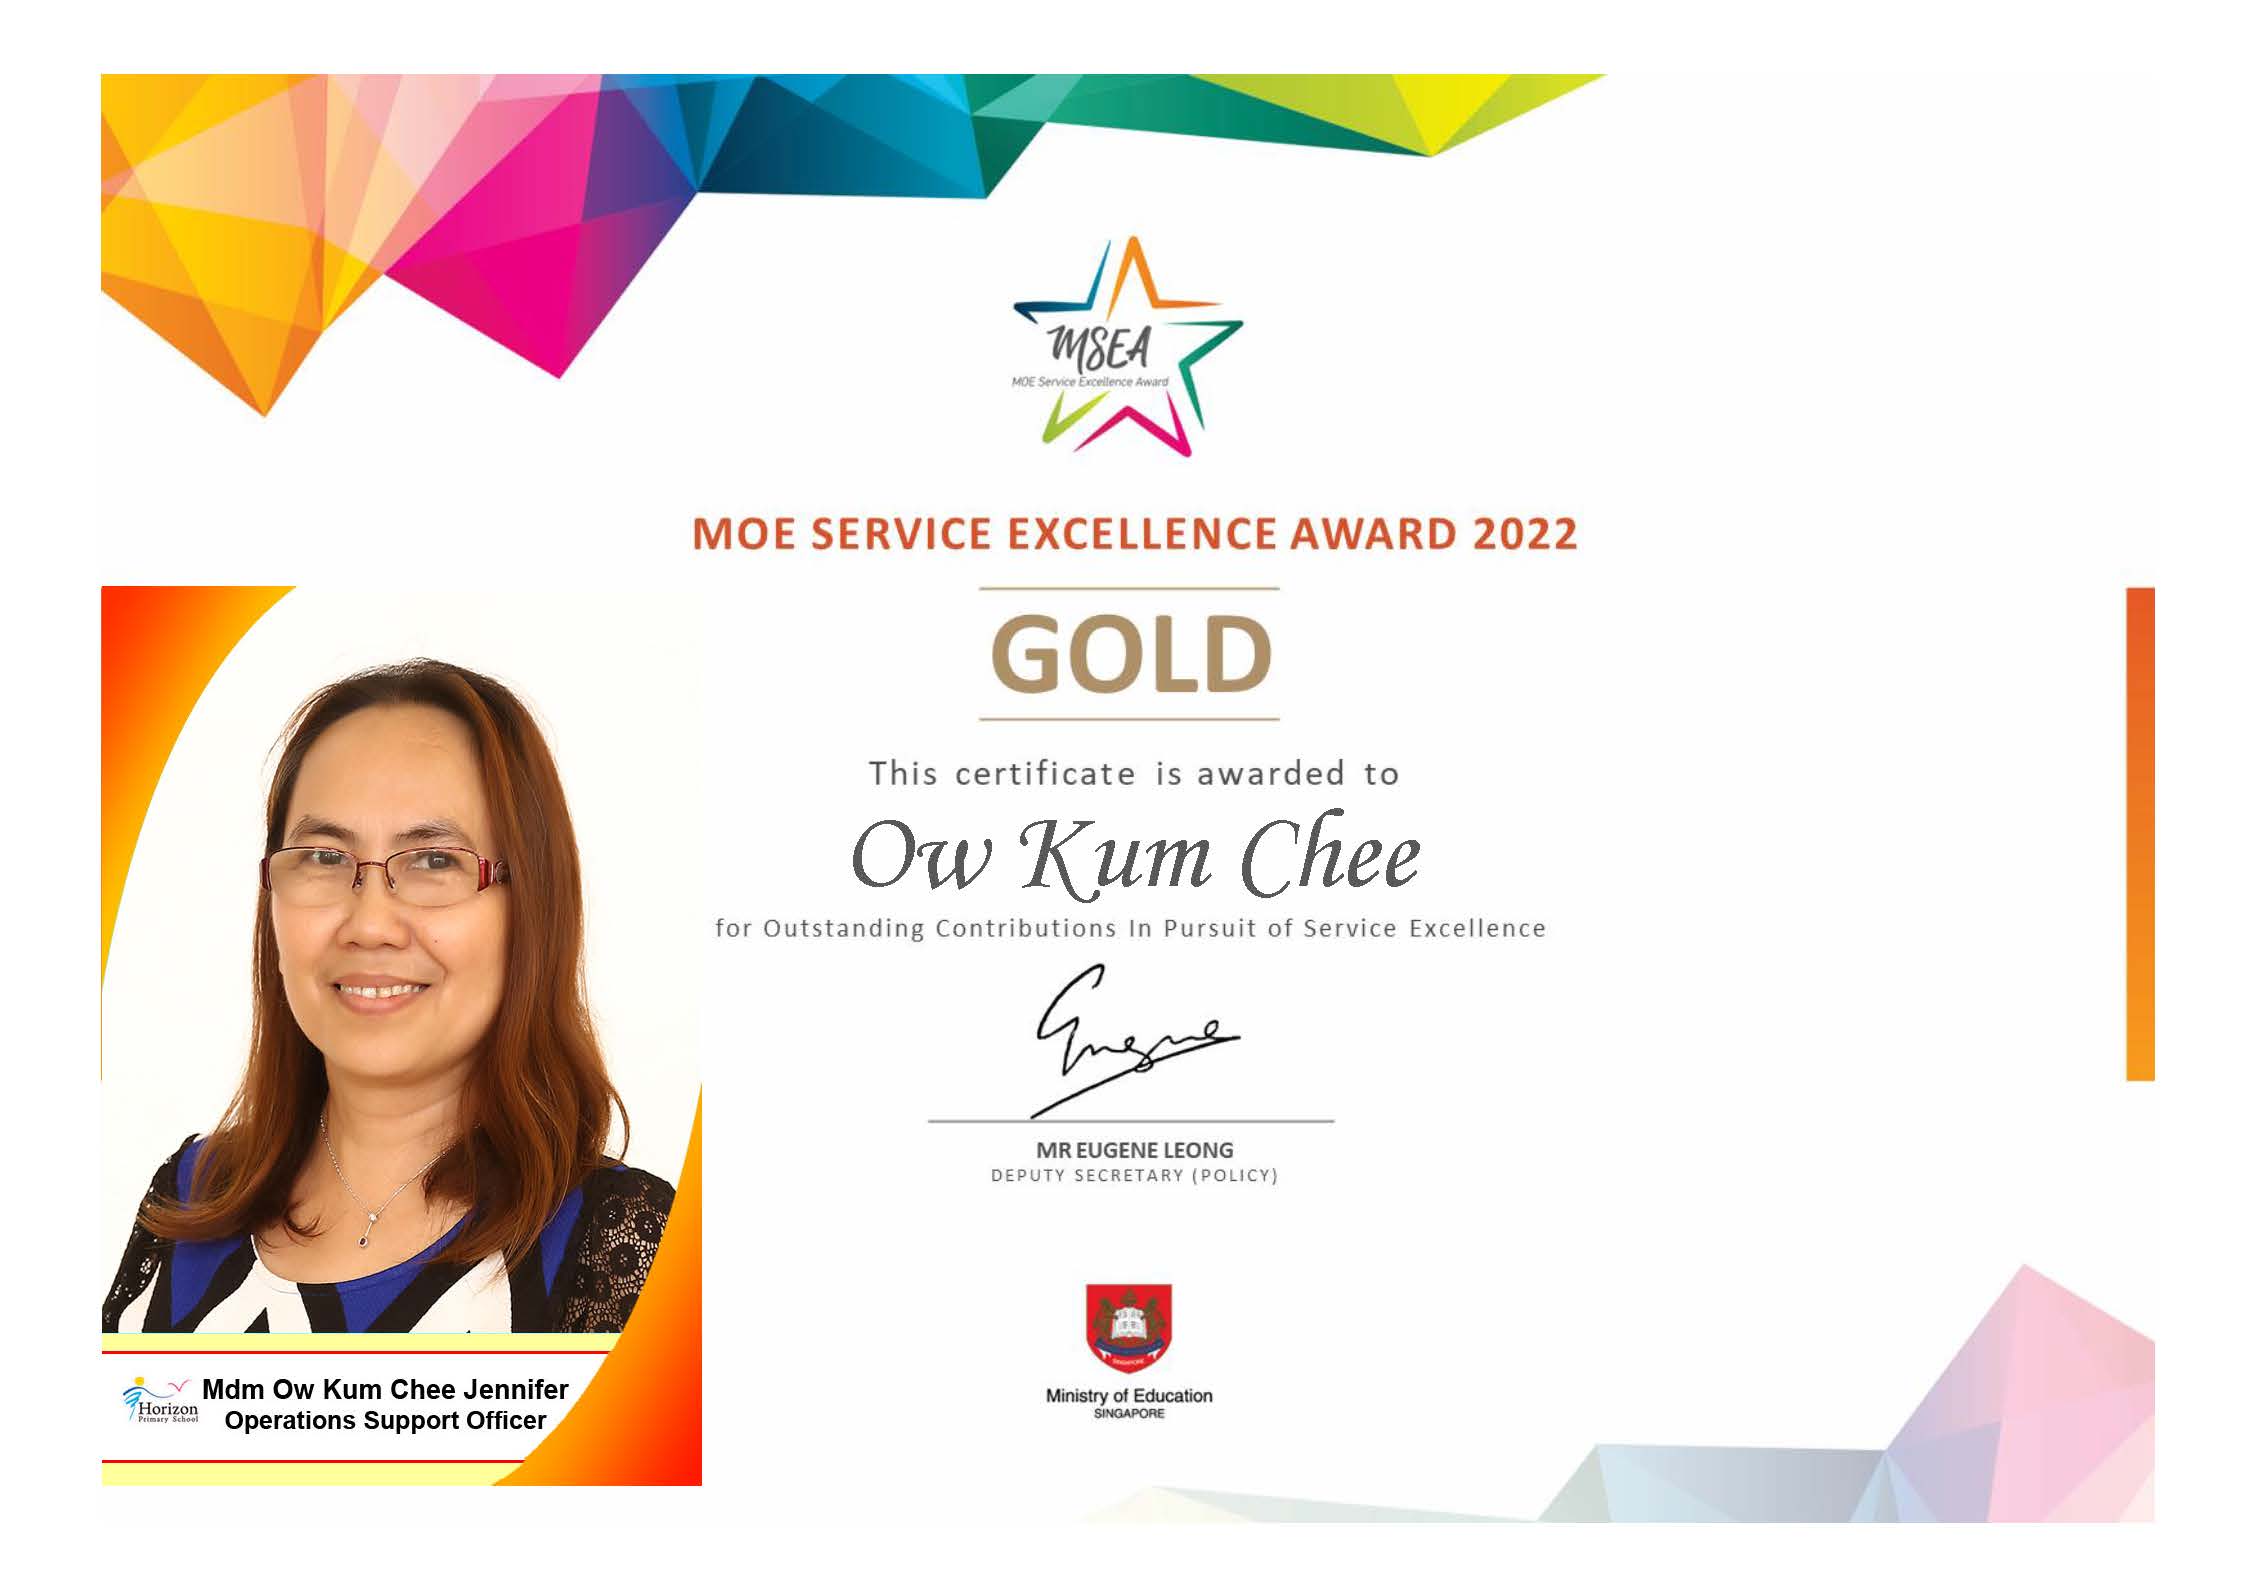 MSEA
MOE Service Excellence Award
MOE SERVICE EXCELLENCE AWARD 2022
GOLD
This certificate is awarded to
Ow Kum Chee
for Outstanding Contributions In Pursuit of Service Excellence
Eugene
MR EUGENE LEONG
DEPUTY SECRETARY (POLICY)
SINGAPORE
Ministry of Education
SINGAPORE
Horizon
Primary School
Mdm Ow Kum Chee Jennifer
Operations Support Officer